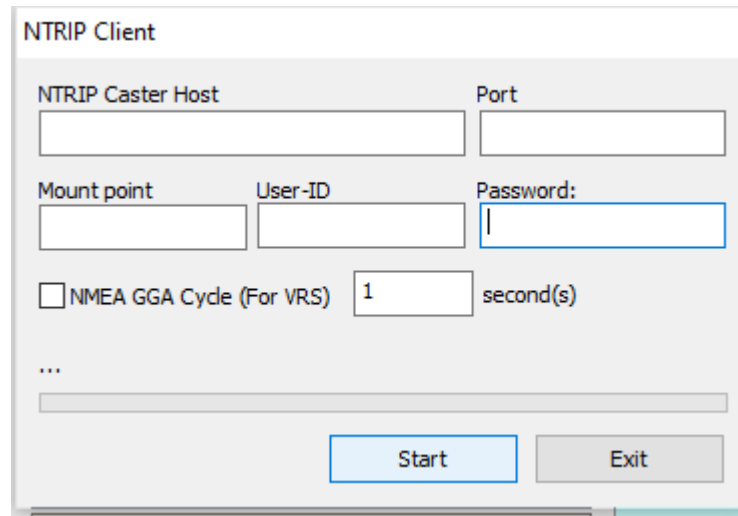 NTRIP Client
NTRIP Caster Host Port
Mount point User-ID Password:
NMEA GGA Cycle (For VRS) 1 second(s)
...
Start Exit